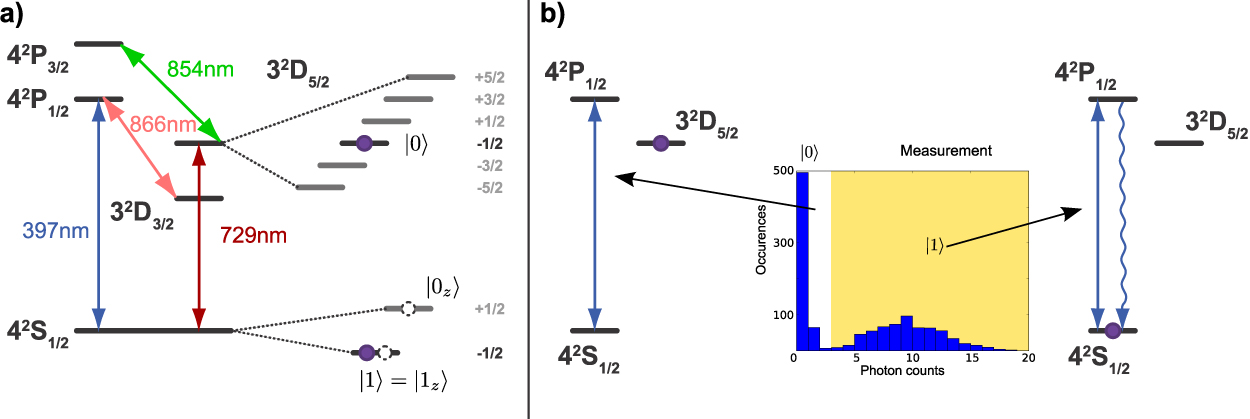 a)
4²P₃/₂
854nm
3²D₅/₂
+5/2
4²P₁/₂
+3/2
866nm
+1/2
|0⟩
-1/2
-3/2
-5/2
3²D₃/₂
397nm
729nm
|0z⟩
+1/2
4²S₁/₂
-1/2
|1⟩ = |1z⟩
b)
4²P₁/₂
3²D₅/₂
|0⟩
Measurement
500
300
100
Occurences
|1⟩
0
5
10
15
20
Photon counts
4²S₁/₂
4²P₁/₂
3²D₅/₂
4²S₁/₂